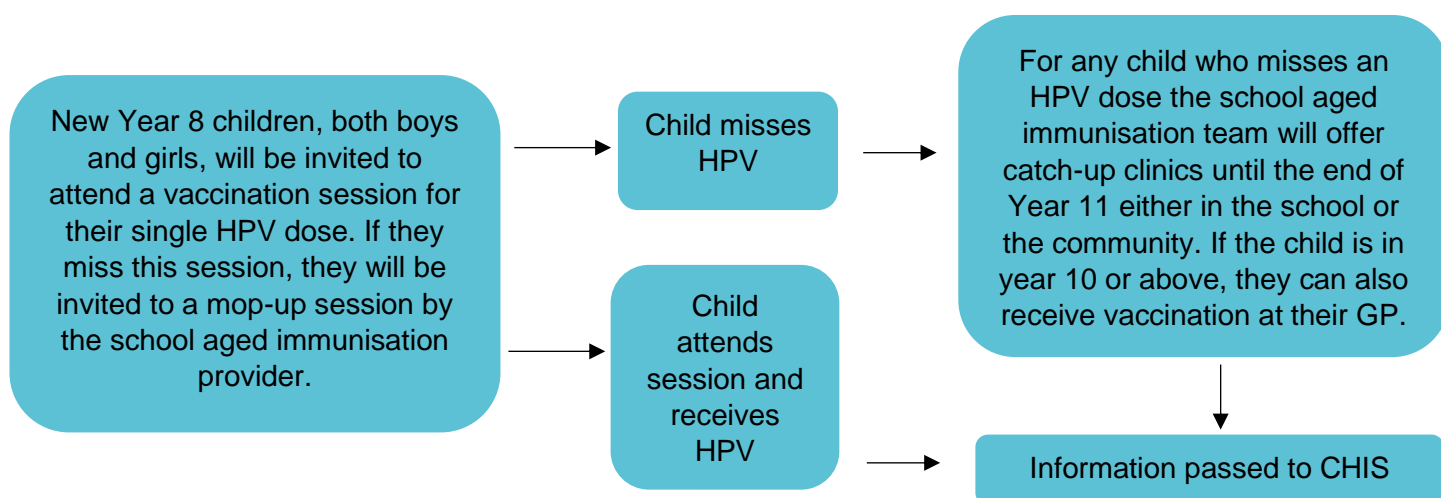 New Year 8 children, both boys
and girls, will be invited to
attend a vaccination session for
their single HPV dose. If they
miss this session, they will be
invited to a mop-up session by
the school aged immunisation
provider.
Child misses
HPV
For any child who misses an
HPV dose the school aged
immunisation team will offer
catch-up clinics until the end of
Year 11 either in the school or
the community. If the child is in
year 10 or above, they can also
receive vaccination at their GP.
Child
attends
session and
receives
HPV
Information passed to CHIS